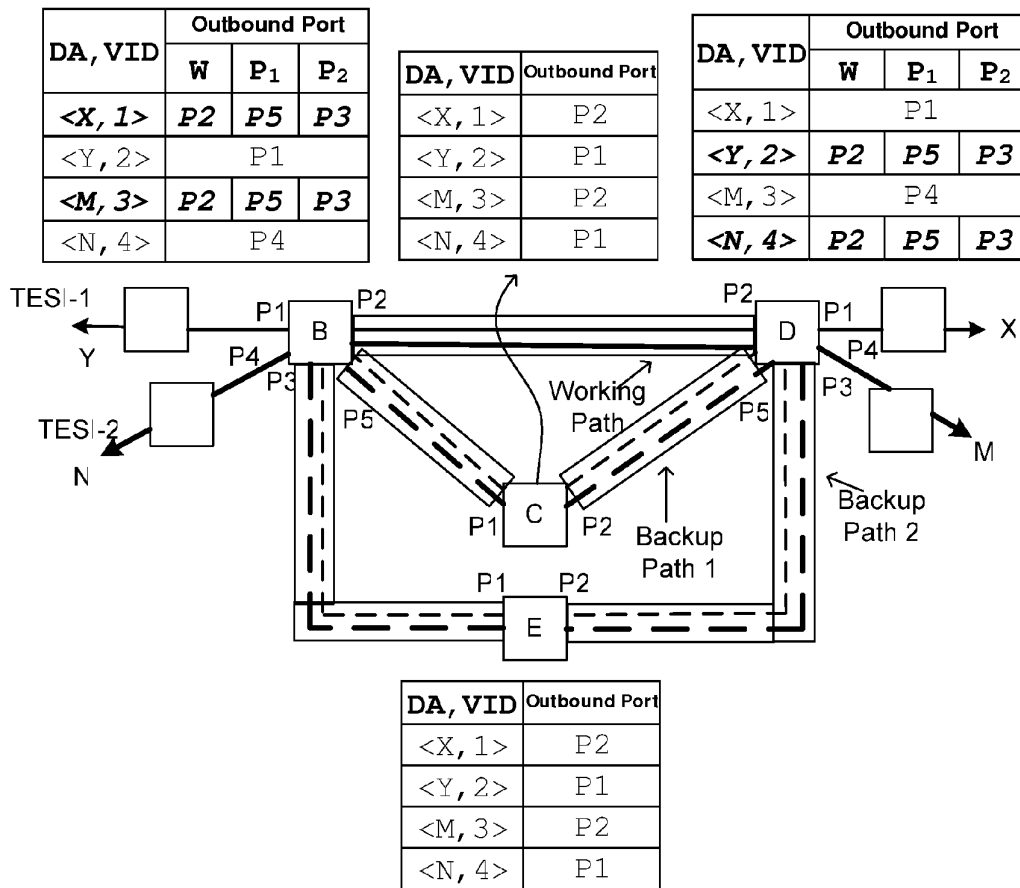 DA,VID Outbound Port
W P1 P2
<X,1> P2 P5 P3
<Y,2> P1
<M,3> P2 P5 P3
<N,4> P4
DA,VID Outbound Port
<X,1> P2
<Y,2> P1
<M,3> P2
<N,4> P1
DA,VID Outbound Port
W P1 P2
<X,1> P1
<Y,2> P2 P5 P3
<M,3> P4
<N,4> P2 P5 P3
TESI-1 P1 B P2 P2 D P1
Y X
P4 P4
P3 P3
Working
Path
P5 P5
TESI-2
N M
P1 C P2
Backup
Path 1
Backup
Path 2
P1 P2
E
DA,VID Outbound Port
<X,1> P2
<Y,2> P1
<M,3> P2
<N,4> P1